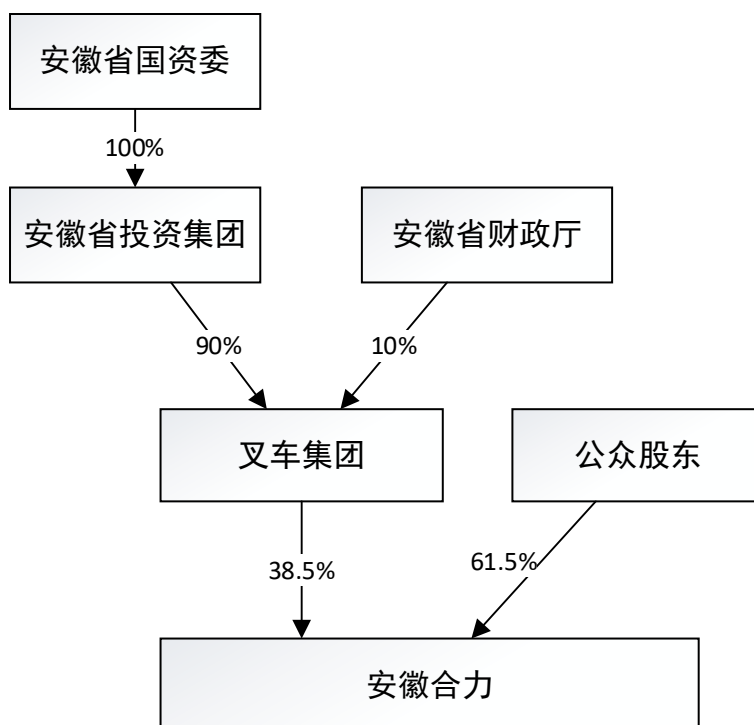 安徽省国资委
100%
安徽省投资集团
安徽省财政厅
90%
10%
叉车集团
公众股东
38.5%
61.5%
安徽合力